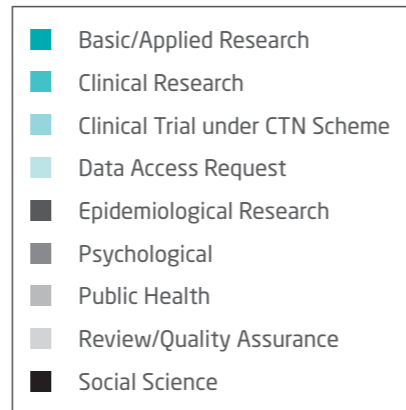 Basic/Applied Research
Clinical Research
Clinical Trial under CTN Scheme
Data Access Request
Epidemiological Research
Psychological
Public Health
Review/Quality Assurance
Social Science